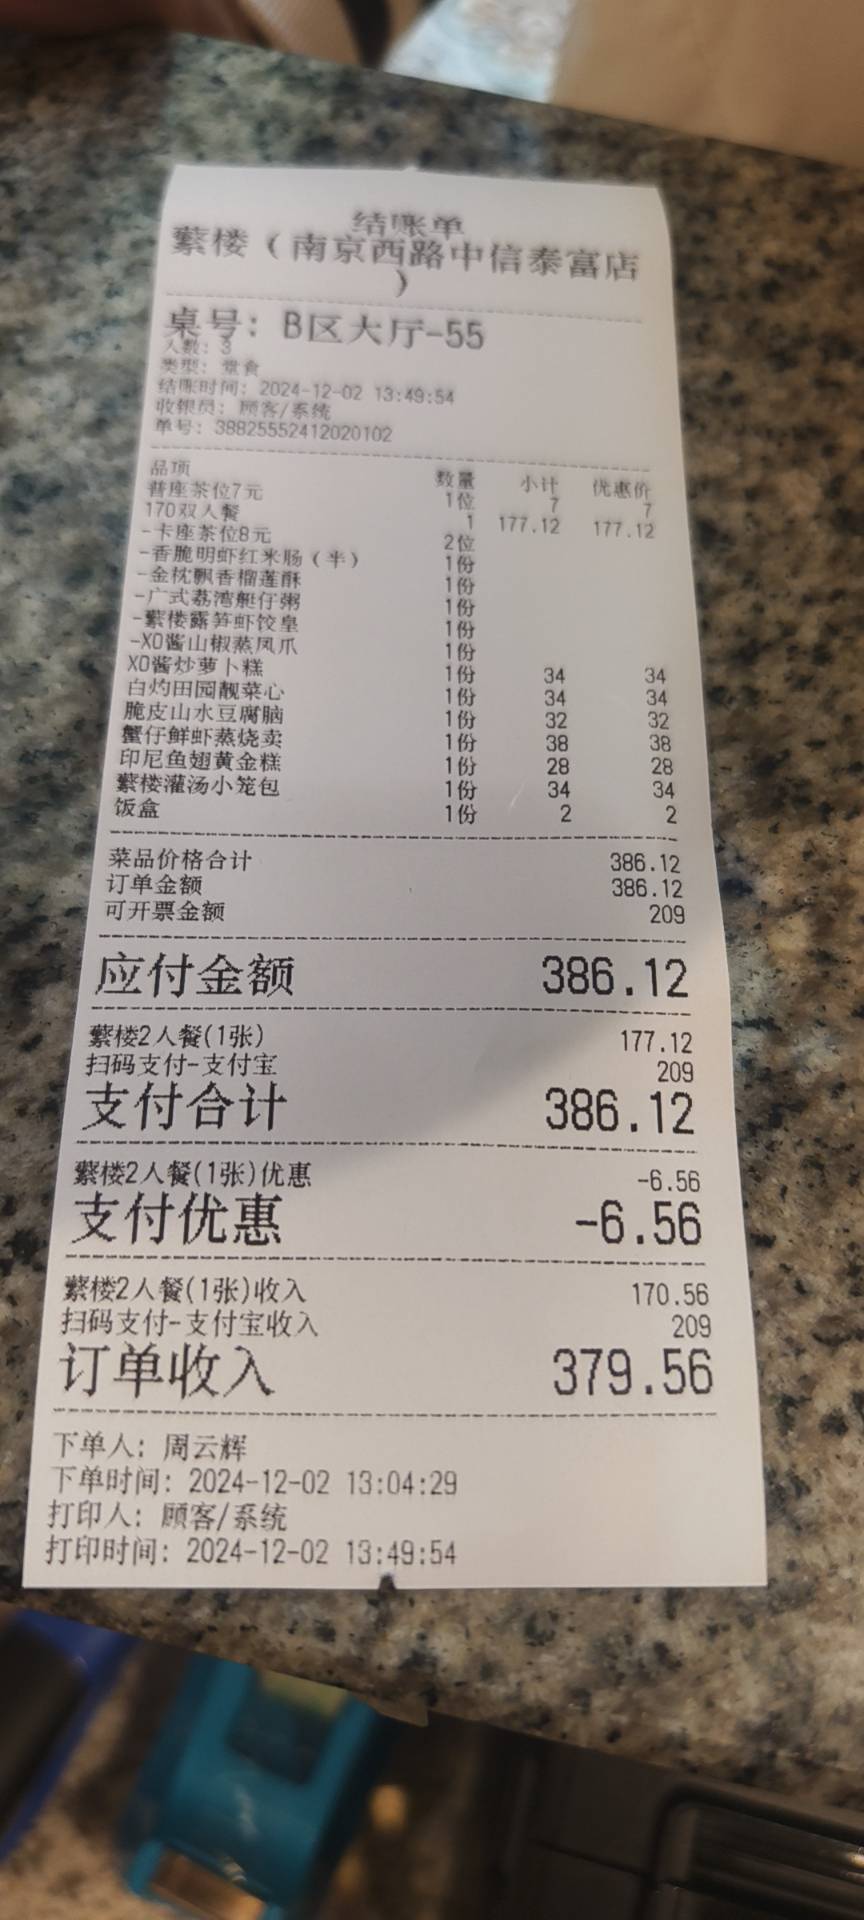 结账单
蘩楼（南京西路中信泰富店
）
桌号：B区大厅-55
人数：3
类型：堂食
结账时间：2024-12-02 13:49:54
收银员：顾客/系统
单号：38825552412020102
品项 数量 小计 优惠价
普座茶位7元 1位 7 7
170双人餐 1 177.12 177.12
-卡座茶位8元 2位
-香脆明虾红米肠（半） 1份
-金枕飘香榴莲酥 1份
-广式荔湾艇仔粥 1份
-蘩楼露笋虾饺皇 1份
-XO酱山椒蒸凤爪 1份
XO酱炒萝卜糕 1份 34 34
白灼田园靓菜心 1份 34 34
脆皮山水豆腐脑 1份 32 32
蟹仔鲜虾蒸烧卖 1份 38 38
印尼鱼翅黄金糕 1份 28 28
蘩楼灌汤小笼包 1份 34 34
饭盒 1份 2 2
菜品价格合计 386.12
订单金额 386.12
可开票金额 209
应付金额 386.12
蘩楼2人餐(1张) 177.12
扫码支付-支付宝 209
支付合计 386.12
蘩楼2人餐(1张)优惠 -6.56
支付优惠 -6.56
蘩楼2人餐(1张)收入 170.56
扫码支付-支付宝收入 209
订单收入 379.56
下单人：周云辉
下单时间：2024-12-02 13:04:29
打印人：顾客/系统
打印时间：2024-12-02 13:49:54